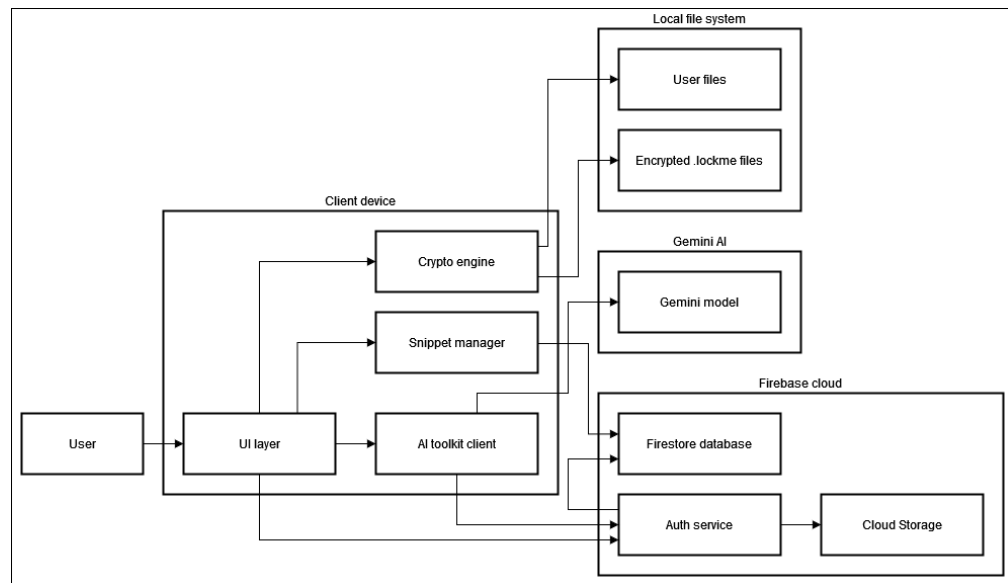 Local file system
User files
Encrypted .lockme files
Client device
Crypto engine
Gemini AI
Gemini model
Snippet manager
Firebase cloud
User
UI layer
AI toolkit client
Firestore database
Auth service
Cloud Storage